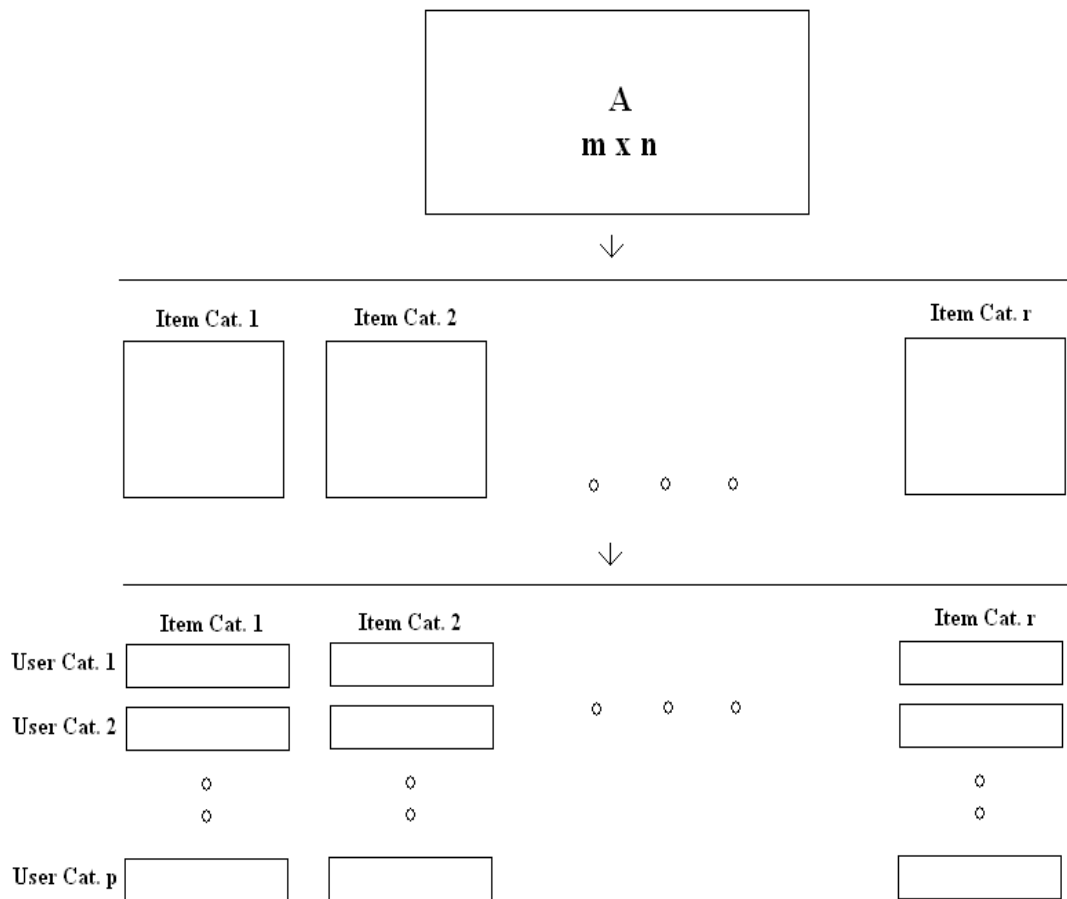 A
m x n
Item Cat. 1
Item Cat. 2
Item Cat. r
Item Cat. 1
Item Cat. 2
Item Cat. r
User Cat. 1
User Cat. 2
User Cat. p